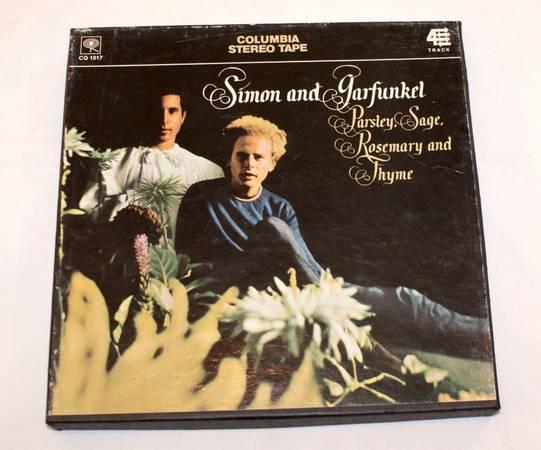 COLUMBIA
STEREO TAPE
CQ 1017
4
TRACK
Simon and Garfunkel
Parsley, Sage,
Rosemary and
Thyme